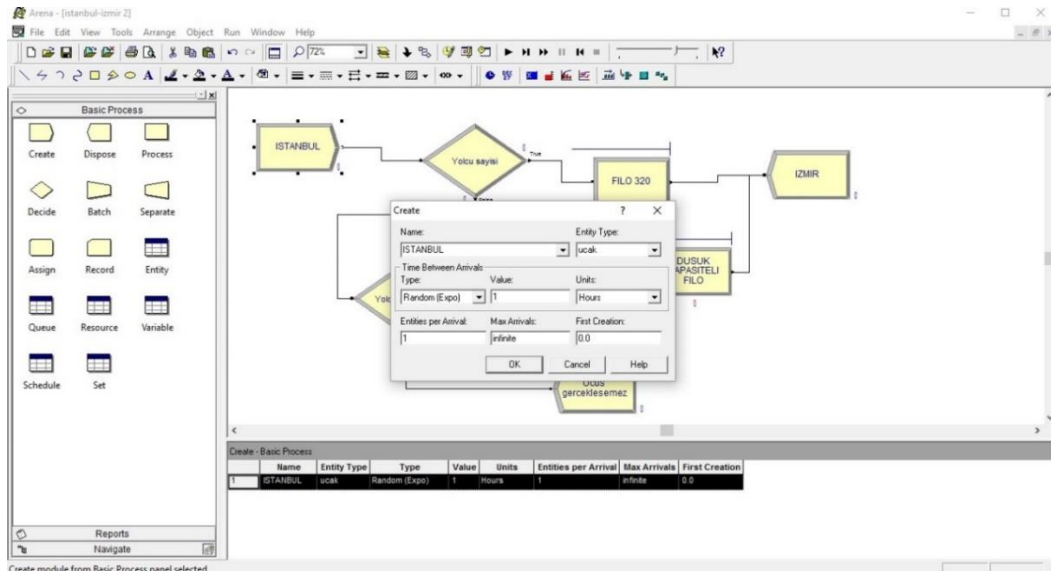 Arena - [istanbul-izmir 2]
File Edit View Tools Arrange Object Run Window Help
72%
Basic Process
Create Dispose Process
Decide Batch Separate
Assign Record Entity
Queue Resource Variable
Schedule Set
Reports
Navigate
ISTANBUL
Yolcu sayisi
True
FILO 320
IZMIR
DUSUK
FILO
gerceklesemez
Create
Name: Entity Type:
ISTANBUL ucak
Time Between Arrivals
Type: Value: Units:
Random (Expo) 1 Hours
Entities per Arrival: Max Arrivals: First Creation:
1 infinite 0.0
OK Cancel Help
Create - Basic Process
Name Entity Type Type Value Units Entities per Arrival Max Arrivals First Creation
1 ISTANBUL ucak Random (Expo) 1 Hours 1 infinite 0.0
Create module from Basic Process panel selected.